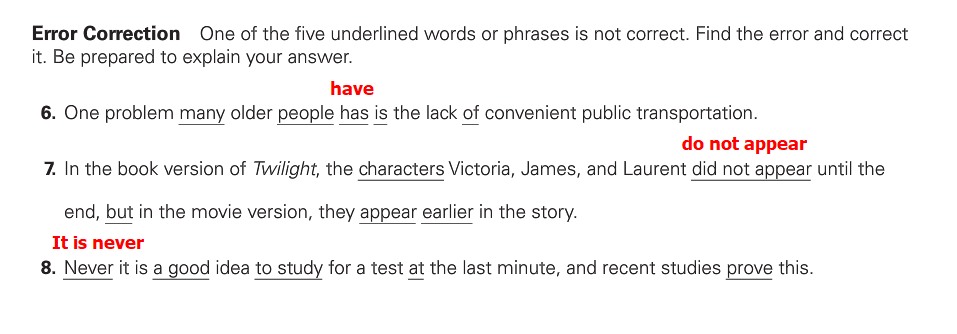 Error Correction One of the five underlined words or phrases is not correct. Find the error and correct
it. Be prepared to explain your answer.
have
6. One problem many older people has is the lack of convenient public transportation.
do not appear
7. In the book version of Twilight, the characters Victoria, James, and Laurent did not appear until the
end, but in the movie version, they appear earlier in the story.
It is never
8. Never it is a good idea to study for a test at the last minute, and recent studies prove this.